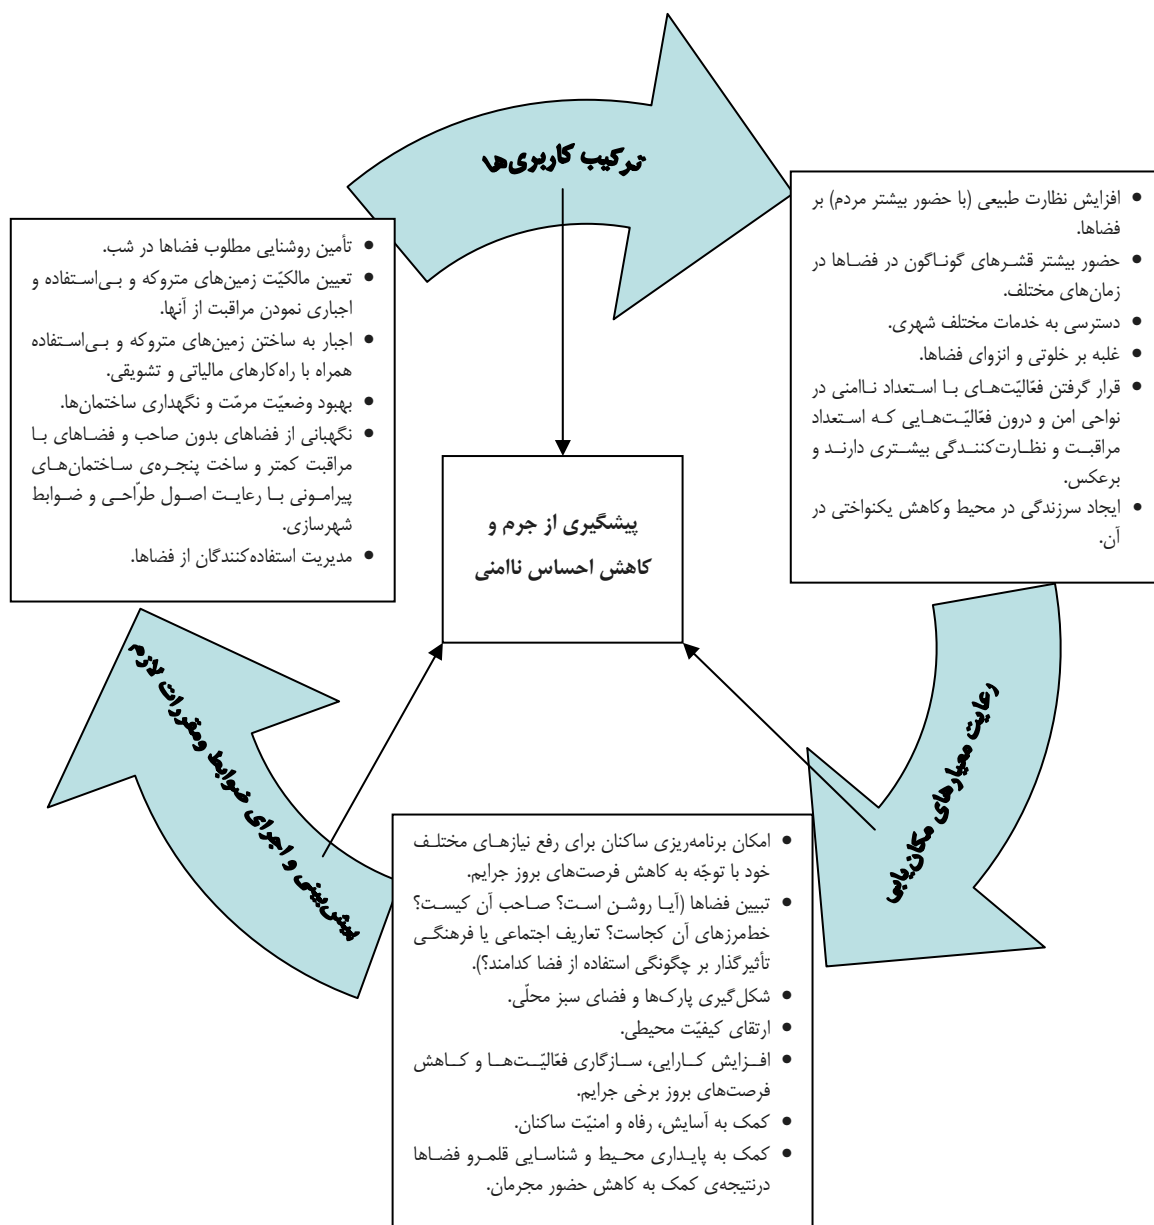 ترکیب کاربری‌ها
افزایش نظارت طبیعی (با حضور بیشتر مردم) بر
فضاها.
حضور بیشتر قشرهای گوناگون در فضاها در
زمان‌های مختلف.
دسترسی به خدمات مختلف شهری.
غلبه بر خلوتی و انزوای فضاها.
قرار گرفتن فعّالیّت‌های با استعداد ناامنی در
نواحی امن و درون فعّالیّت‌هایی که استعداد
مراقبت و نظارت‌کنندگی بیشتری دارند و
برعکس.
ایجاد سرزندگی در محیط وکاهش یکنواختی در
آن.
تأمین روشنایی مطلوب فضاها در شب.
تعیین مالکیّت زمین‌های متروکه و بی‌استفاده و
اجباری نمودن مراقبت از آنها.
اجبار به ساختن زمین‌های متروکه و بی‌استفاده
همراه با راه‌کارهای مالیاتی و تشویقی.
بهبود وضعیّت مرمّت و نگهداری ساختمان‌ها.
نگهبانی از فضاهای بدون صاحب و فضاهای با
مراقبت کمتر و ساخت پنجره‌ی ساختمان‌های
پیرامونی با رعایت اصول طرّاحی و ضوابط
شهرسازی.
مدیریت استفاده‌کنندگان از فضاها.
پیشگیری از جرم و
کاهش احساس ناامنی
رعایت معیارهای مکان‌یابی
پیش‌بینی و اجرای ضوابط ومقررات لازم
امکان برنامه‌ریزی ساکنان برای رفع نیازهای مختلف
خود با توجّه به کاهش فرصت‌های بروز جرایم.
تبیین فضاها (آیا روشن است؟ صاحب آن کیست؟
خط‌مرزهای آن کجاست؟ تعاریف اجتماعی یا فرهنگی
تأثیرگذار بر چگونگی استفاده از فضا کدامند؟).
شکل‌گیری پارک‌ها و فضای سبز محلّی.
ارتقای کیفیّت محیطی.
افزایش کارایی، سازگاری فعّالیّت‌ها و کاهش
فرصت‌های بروز برخی جرایم.
کمک به آسایش، رفاه و امنیّت ساکنان.
کمک به پایداری محیط و شناسایی قلمرو فضاها
درنتیجه‌ی کمک به کاهش حضور مجرمان.